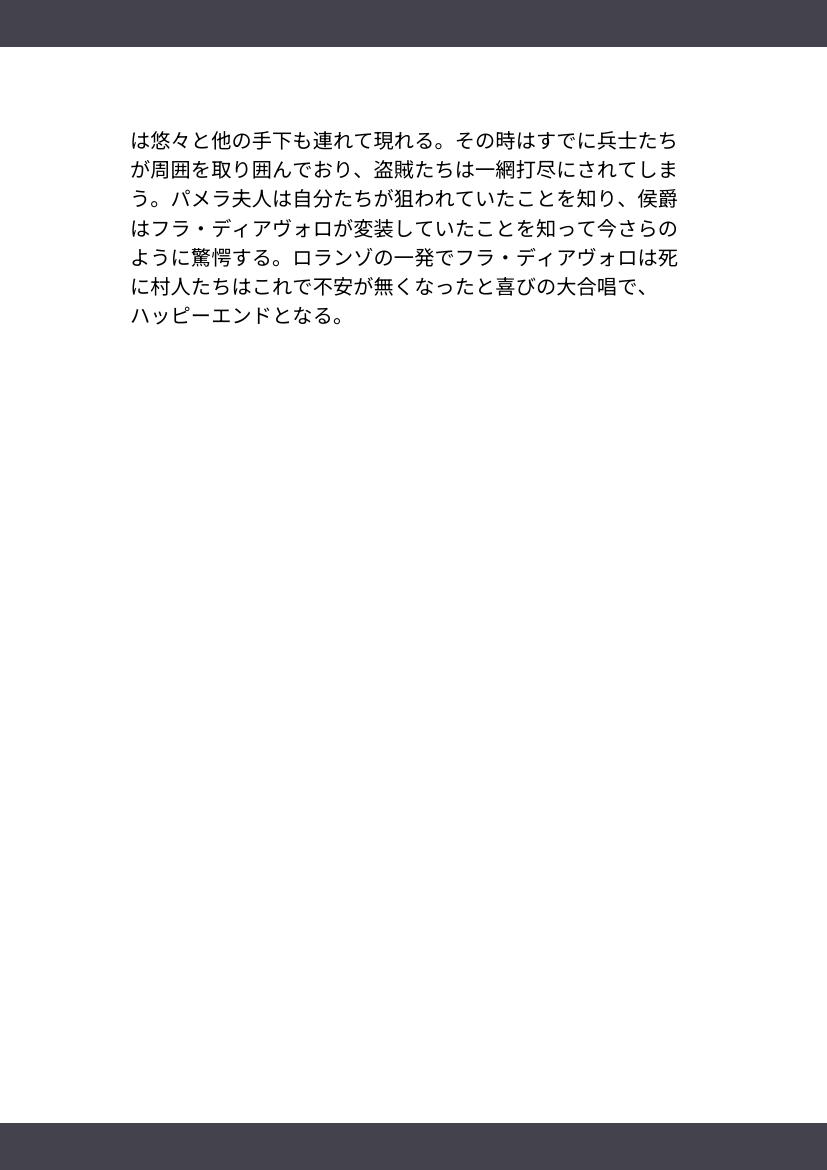 は悠々と他の手下も連れて現れる。その時はすでに兵士たち
が周囲を取り囲んでおり、盗賊たちは一網打尽にされてしま
う。パメラ夫人は自分たちが狙われていたことを知り、侯爵
はフラ・ディアヴォロが変装していたことを知って今さらの
ように驚愕する。ロランゾの一発でフラ・ディアヴォロは死
に村人たちはこれで不安が無くなったと喜びの大合唱で、
ハッピーエンドとなる。